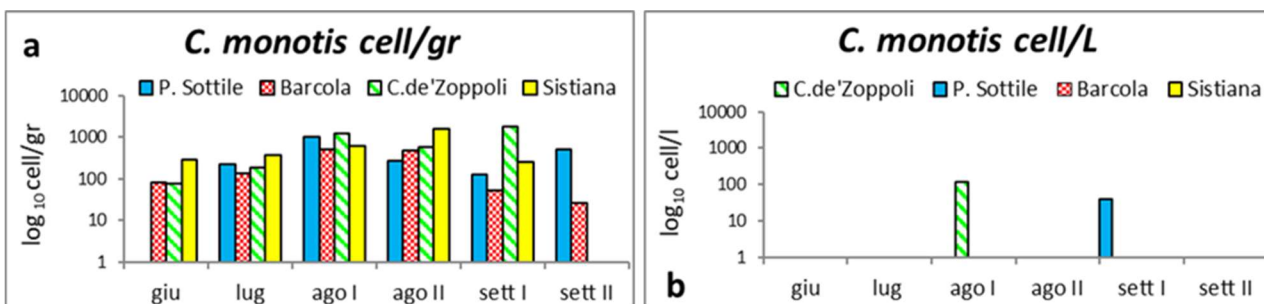 a
C. monotis cell/gr
P. Sottile Barcola C.de'Zoppoli Sistiana
log10 cell/gr
10000
1000
100
10
1
giu lug ago I ago II sett I sett II
C. monotis cell/L
C.de'Zoppoli P. Sottile Barcola Sistiana
log10 cell/l
10000
1000
100
10
1
b
giu lug ago I ago II sett I sett II